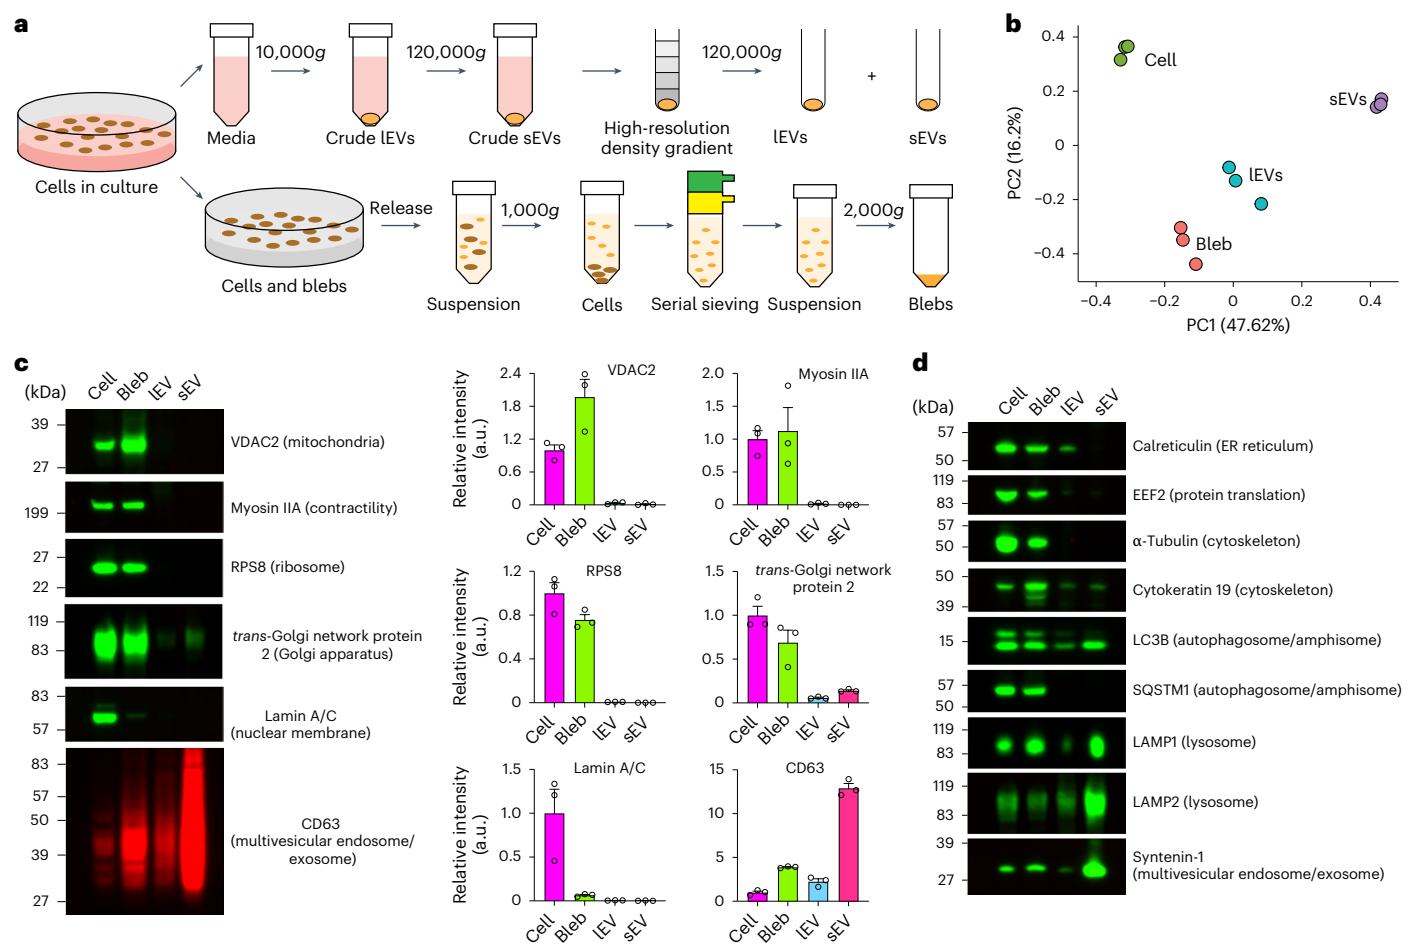 a
10,000g
120,000g
120,000g
+
Media
Crude lEVs
Crude sEVs
High-resolution
density gradient
lEVs
sEVs
Cells in culture
Release
1,000g
2,000g
Cells and blebs
Suspension
Cells
Serial sieving
Suspension
Blebs
b
PC2 (16.2%)
0.4
0.2
0
−0.2
−0.4
Cell
sEVs
lEVs
Bleb
−0.4
−0.2
0
0.2
0.4
PC1 (47.62%)
c
(kDa)
Cell
Bleb
lEV
sEV
39
27
VDAC2 (mitochondria)
199
Myosin IIA (contractility)
27
22
RPS8 (ribosome)
119
83
trans-Golgi network protein
2 (Golgi apparatus)
83
57
Lamin A/C
(nuclear membrane)
83
57
50
39
27
CD63
(multivesicular endosome/
exosome)
Relative intensity
(a.u.)
2.4
1.8
1.2
0.6
0
VDAC2
Cell
Bleb
lEV
sEV
2.0
1.5
1.0
0.5
0
Myosin IIA
Cell
Bleb
lEV
sEV
Relative intensity
(a.u.)
1.2
0.8
0.4
0
RPS8
Cell
Bleb
lEV
sEV
1.5
1.0
0.5
0
trans-Golgi network
protein 2
Cell
Bleb
lEV
sEV
Relative intensity
(a.u.)
1.5
1.0
0.5
0
Lamin A/C
Cell
Bleb
lEV
sEV
15
10
5
0
CD63
Cell
Bleb
lEV
sEV
d
(kDa)
Cell
Bleb
lEV
sEV
57
50
Calreticulin (ER reticulum)
119
83
EEF2 (protein translation)
57
50
α-Tubulin (cytoskeleton)
50
39
Cytokeratin 19 (cytoskeleton)
15
LC3B (autophagosome/amphisome)
57
50
SQSTM1 (autophagosome/amphisome)
119
83
LAMP1 (lysosome)
119
83
LAMP2 (lysosome)
39
27
Syntenin-1
(multivesicular endosome/exosome)